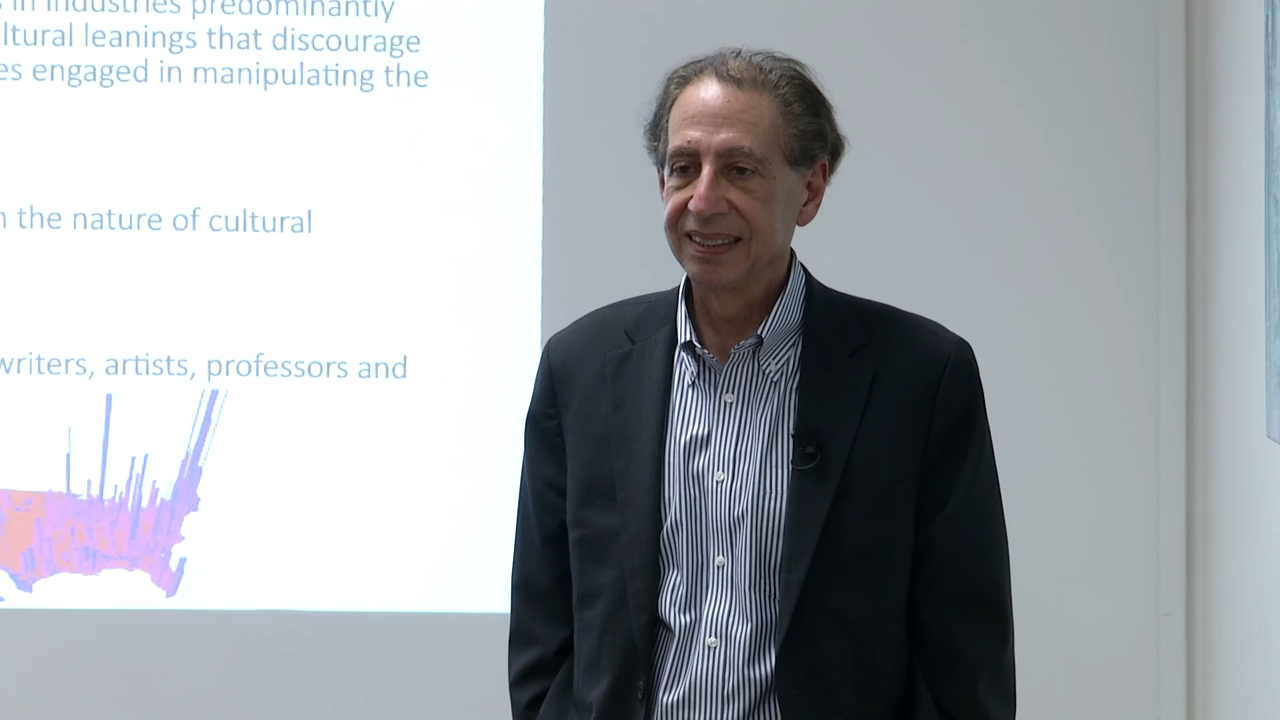 in industries predominantly
ltural leanings that discourage
es engaged in manipulating the
the nature of cultural
writers, artists, professors and